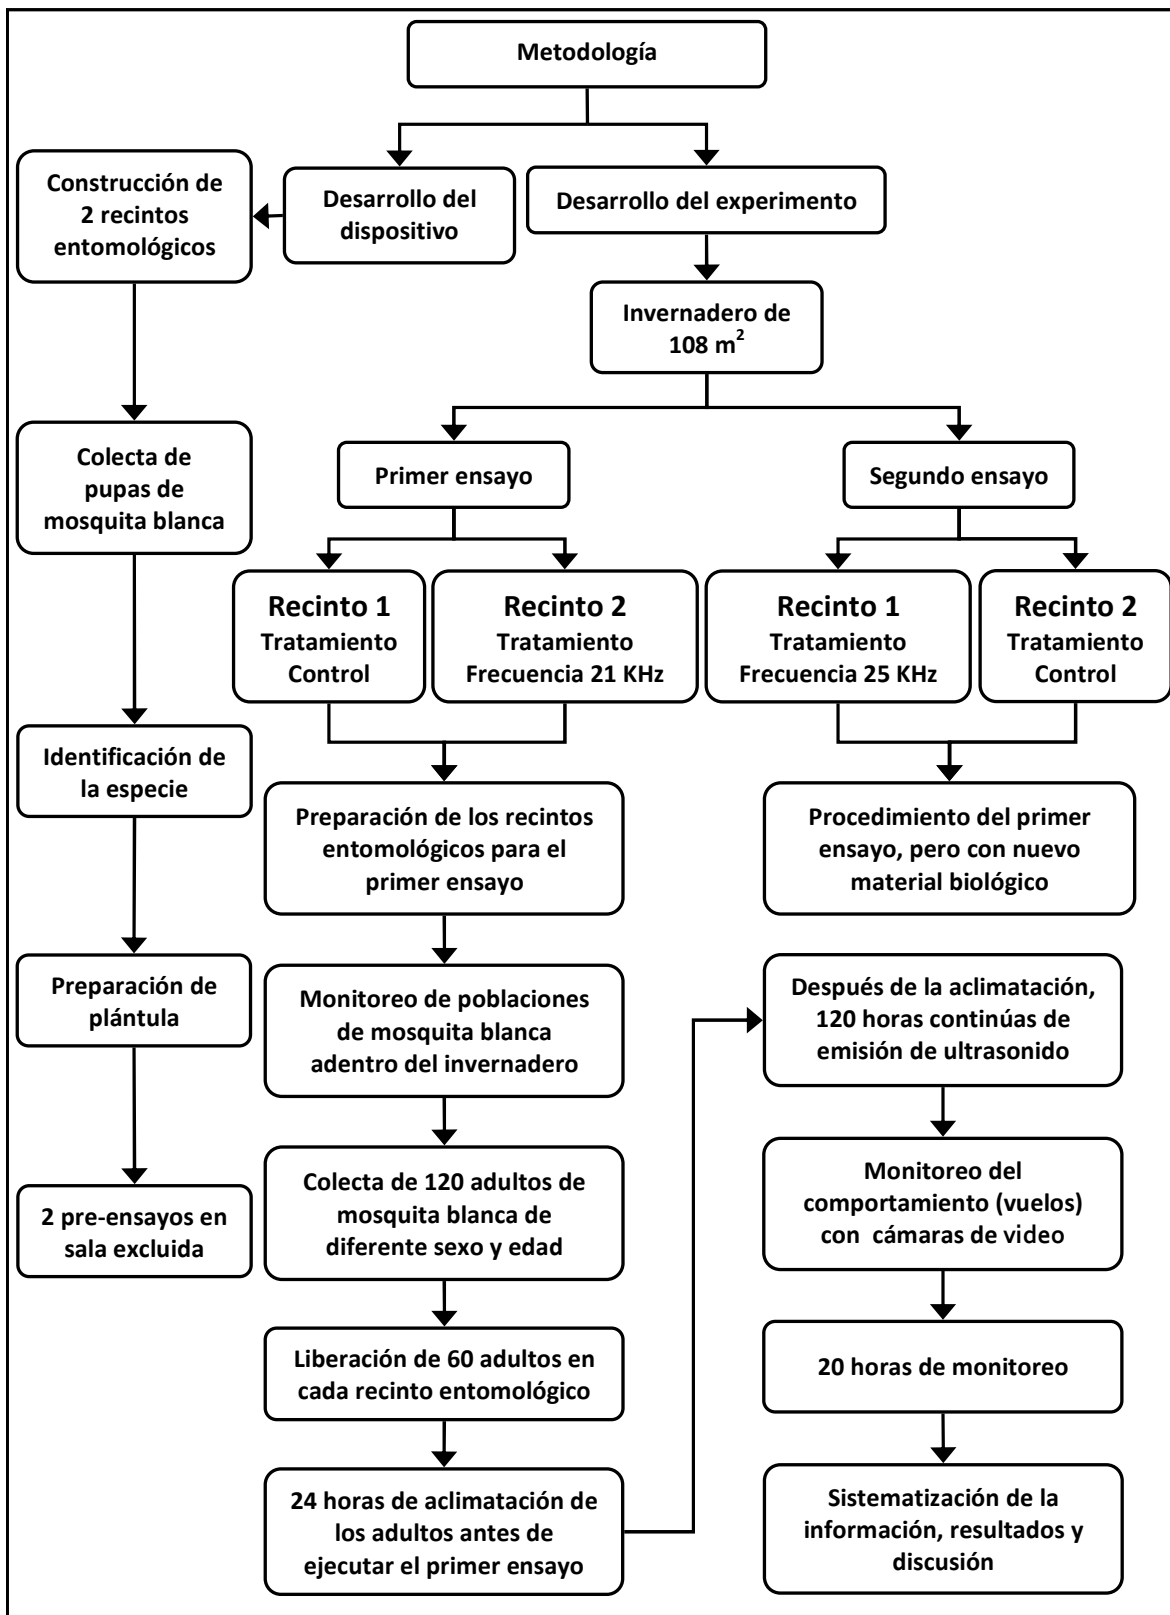 Metodología
Construcción de
2 recintos
entomológicos
Desarrollo del
dispositivo
Desarrollo del experimento
Invernadero de
108 m²
Colecta de
pupas de
mosquita blanca
Primer ensayo
Segundo ensayo
Recinto 1
Tratamiento
Control
Recinto 2
Tratamiento
Frecuencia 21 KHz
Recinto 1
Tratamiento
Frecuencia 25 KHz
Recinto 2
Tratamiento
Control
Identificación de
la especie
Preparación de los recintos
entomológicos para el
primer ensayo
Procedimiento del primer
ensayo, pero con nuevo
material biológico
Preparación de
plántula
Monitoreo de poblaciones
de mosquita blanca
adentro del invernadero
Después de la aclimatación,
120 horas continúas de
emisión de ultrasonido
2 pre-ensayos en
sala excluida
Colecta de 120 adultos de
mosquita blanca de
diferente sexo y edad
Monitoreo del
comportamiento (vuelos)
con cámaras de video
Liberación de 60 adultos en
cada recinto entomológico
20 horas de monitoreo
24 horas de aclimatación de
los adultos antes de
ejecutar el primer ensayo
Sistematización de la
información, resultados y
discusión